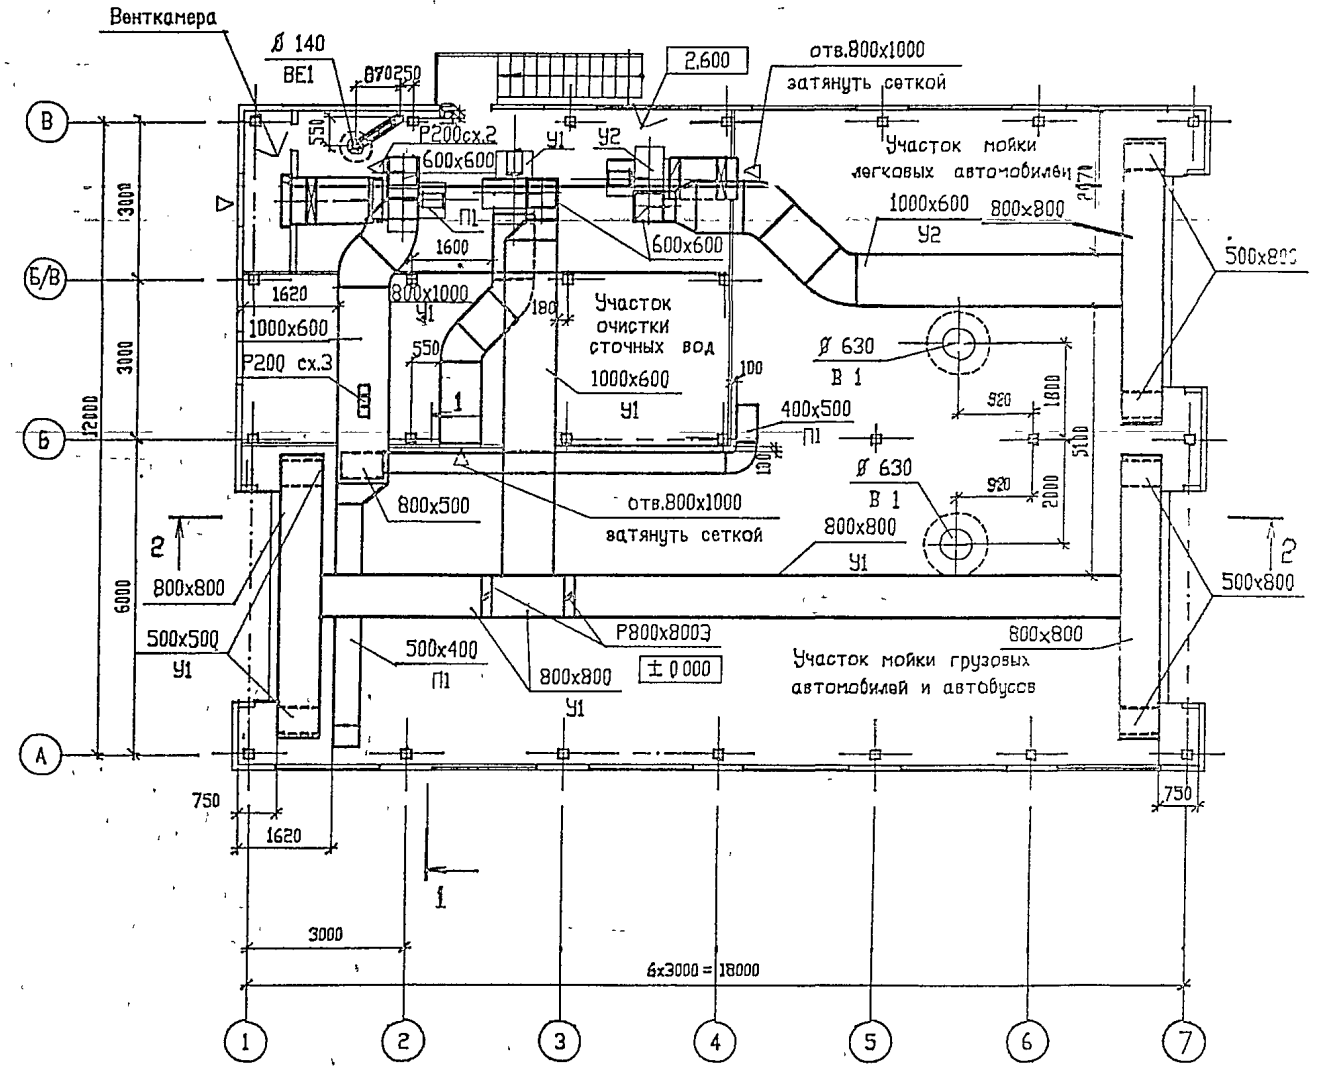 Венткамера
Ø 140
ВЕ1
870
250
550
2.600
отв.800х1000
затянуть сеткой
В
Р200сх.2
600х600
У1
У2
Участок мойки
легковых автомобилей
3000
П1
1600
600х600
1000х600
У2
800х800
500х800
Б/В
1620
800х1000
У1
180
1000х600
Р200 сх.3
550
Участок
очистки
сточных вод
1000х600
У1
Ø 630
В 1
100
920
1800
12000
3000
1
400х500
П1
5100
Б
Ø 630
В 1
920
2000
800х500
отв.800х1000
затянуть сеткой
800х800
У1
2
2
800х800
6000
500х800
500х500
У1
500х400
П1
800х800
У1
Р800х800Э
± 0 000
Участок мойки грузовых
автомобилей и автобусов
800х800
А
750
1620
750
1
3000
6х3000 = 18000
1
2
3
4
5
6
7